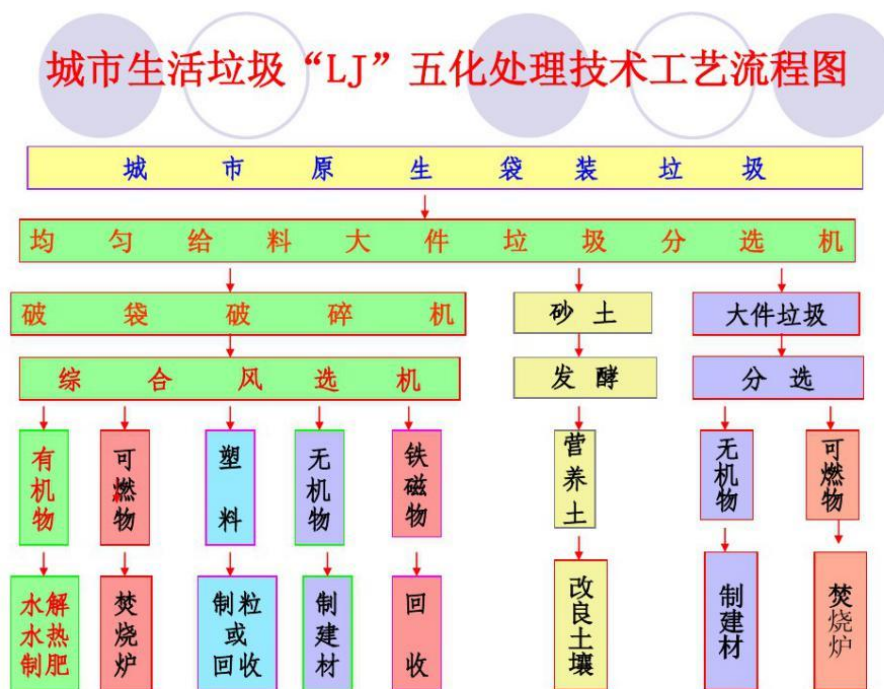 城市生活垃圾“LJ”五化处理技术工艺流程图
城市原生袋装垃圾
均匀给料大件垃圾分选机
破袋破碎机
砂土
大件垃圾
综合风选机
发酵
分选
有机物
可燃物
塑料
无机物
铁磁物
营养土
无机物
可燃物
水解
水热
制肥
焚烧炉
制粒
或
回收
制建材
回收
改良土壤
制建材
焚烧炉